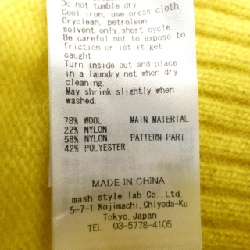 Do not tumble dry
Cool iron, use press cloth
Dryclean, petroleum
solvent only, short cycle.
Be careful not to expose to
friction or let it get
caught
Turn inside out and place
in a laundry net when dry
cleaning.
May shrink slightly when
washed.
78% WOOL MAIN MATERIAL
22% NYLON
58% NYLON PATTERN PART
42% POLYESTER
MADE IN CHINA
mash style lab Co. Ltd.
5-7-1 Kojimachi, Chiyoda-Ku
Tokyo, Japan
TEL 03-5778-4105